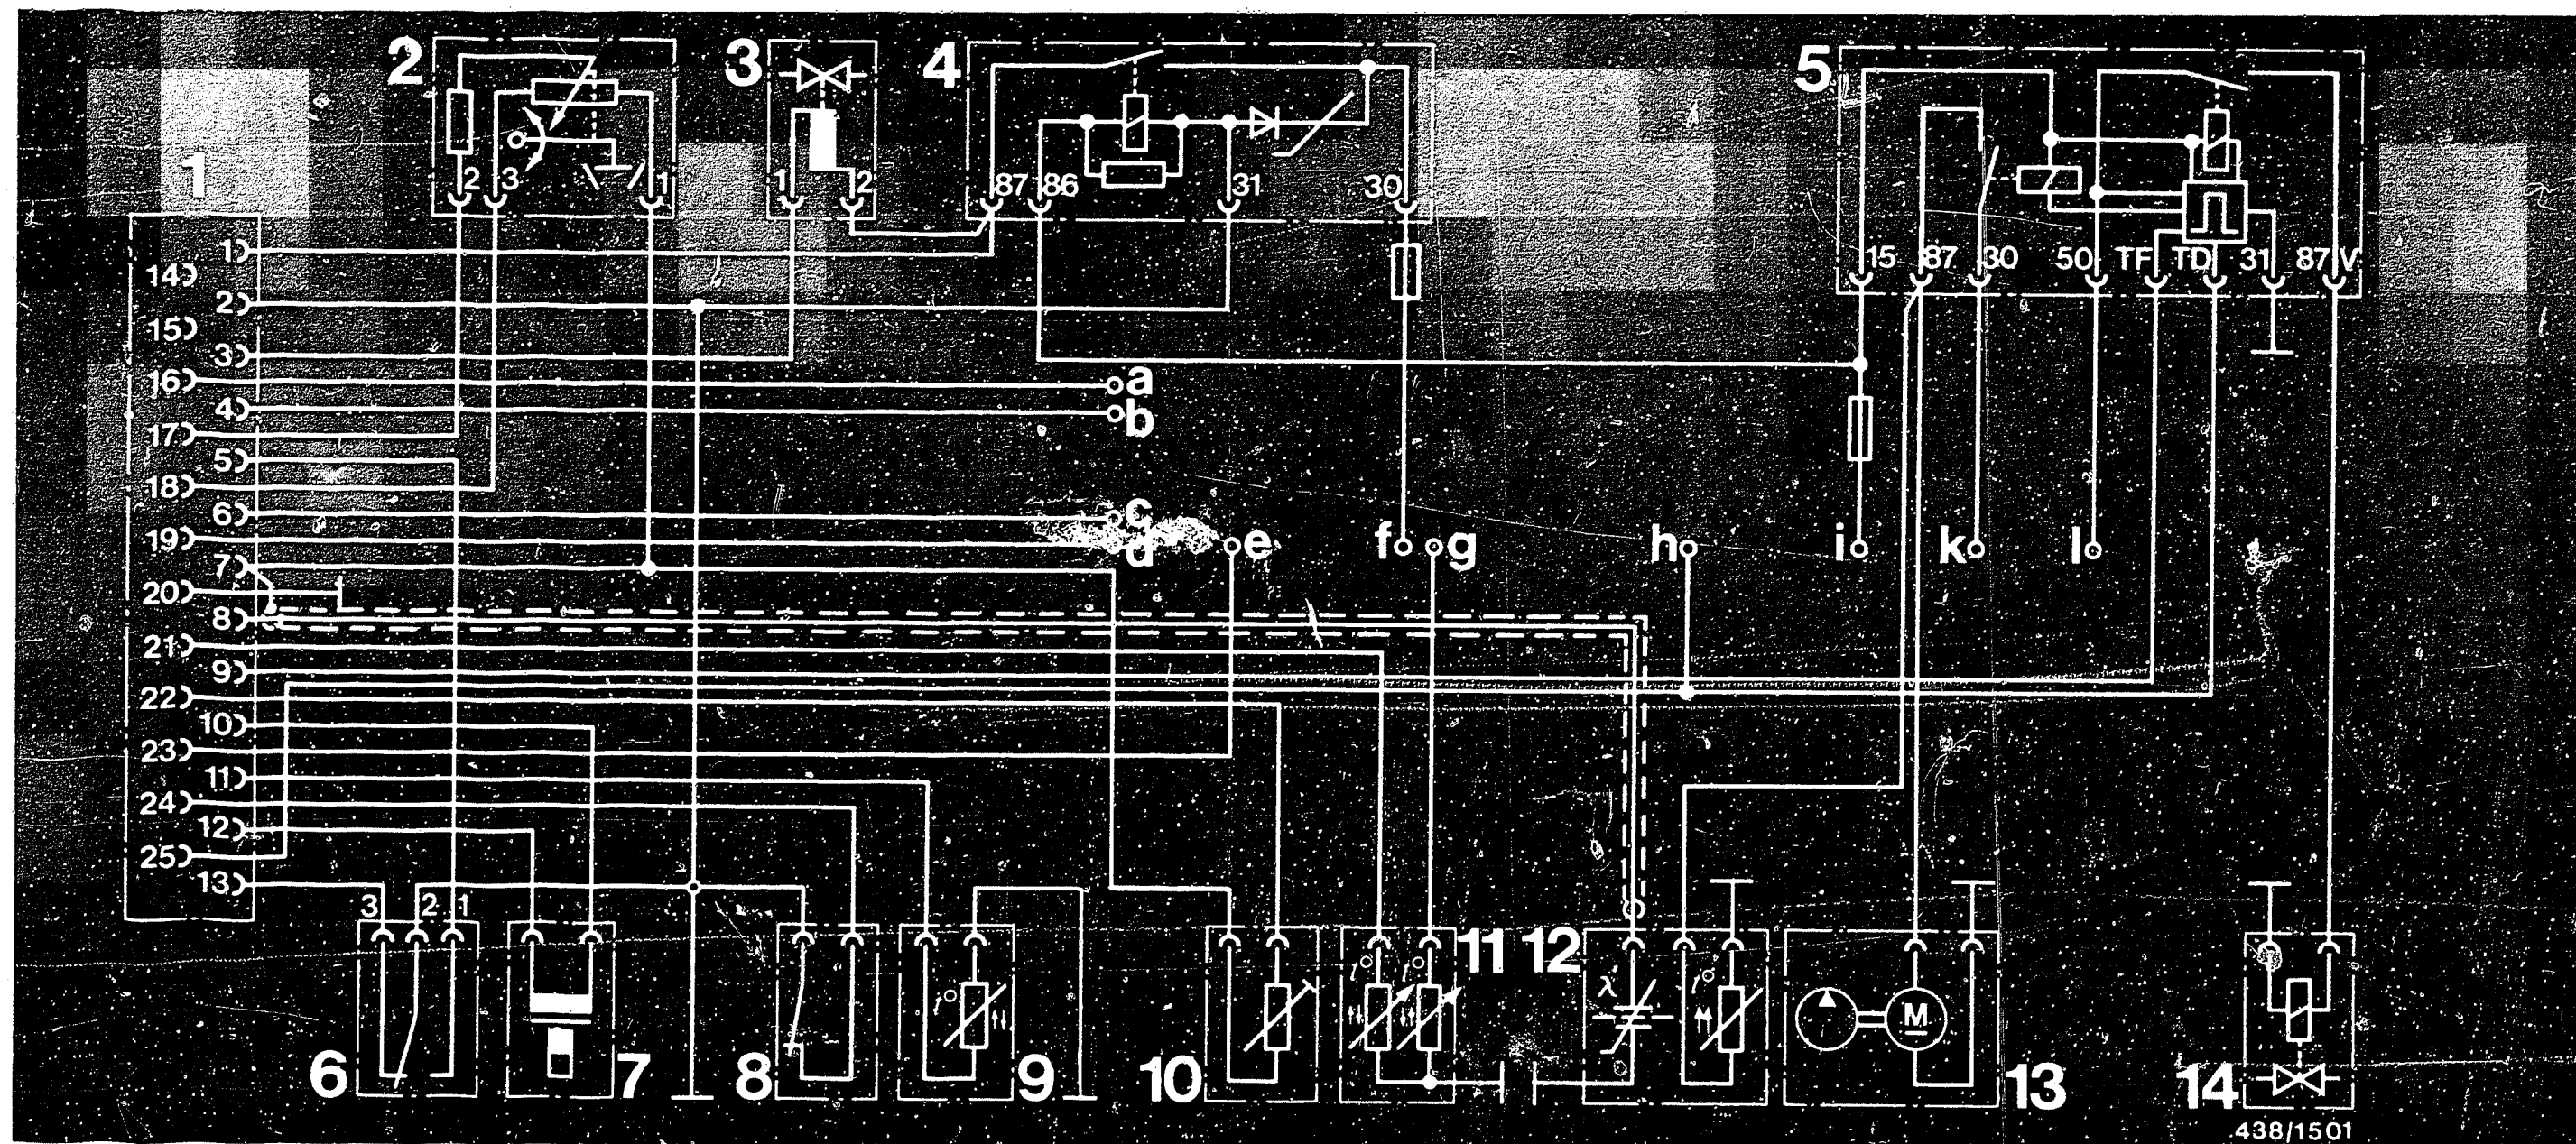 2 3 4 5
1
2 3 1
1 2
87 86 31 30
15 87 30 50 TF TD 31 87 V
1
14
2
15
3
16
4
17
5
18
6
19
7
20
8
21
9
22
10
23
11
24
12
25
13
a
b
c
d
e f g h i k l
3 2 1
t° t° t° λ t°
M
6 7 8 9 10 11 12 13 14
438/1501